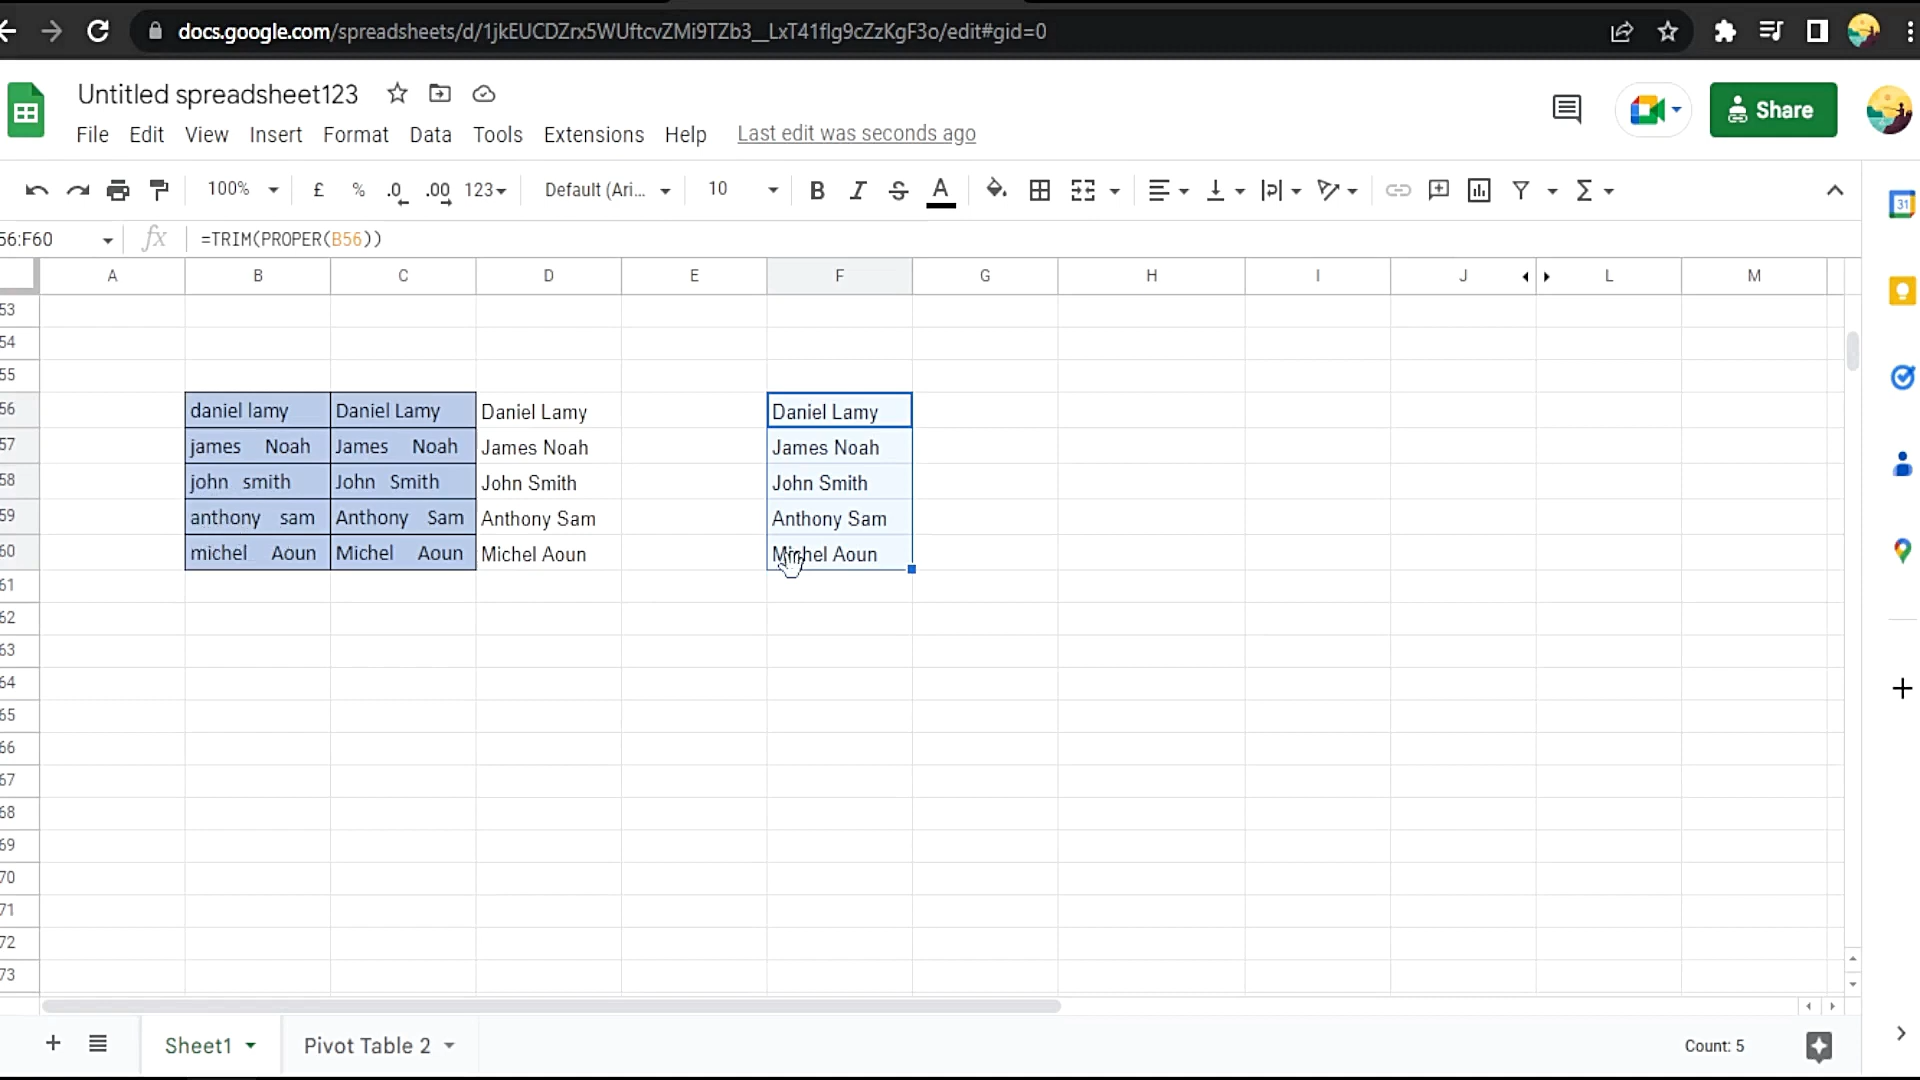 docs.google.com/spreadsheets/d/1jkEUCDZrx5WUftcvZMi9TZb3__LxT41flg9cZzKgF3o/edit#gid=0
Untitled spreadsheet123
File Edit View Insert Format Data Tools Extensions Help Last edit was seconds ago
Share
100% £ % .0 .00 123 Default (Ari... 10 B I S A Σ
56:F60 fx =TRIM(PROPER(B56))
31
A B C D E F G H I J L M
53
54
55
56 daniel lamy Daniel Lamy Daniel Lamy Daniel Lamy
57 james Noah James Noah James Noah James Noah
58 john smith John Smith John Smith John Smith
59 anthony sam Anthony Sam Anthony Sam Anthony Sam
60 michel Aoun Michel Aoun Michel Aoun Michel Aoun
61
62
63
64
65
66
67
68
69
70
71
72
73
Sheet1 Pivot Table 2 Count: 5